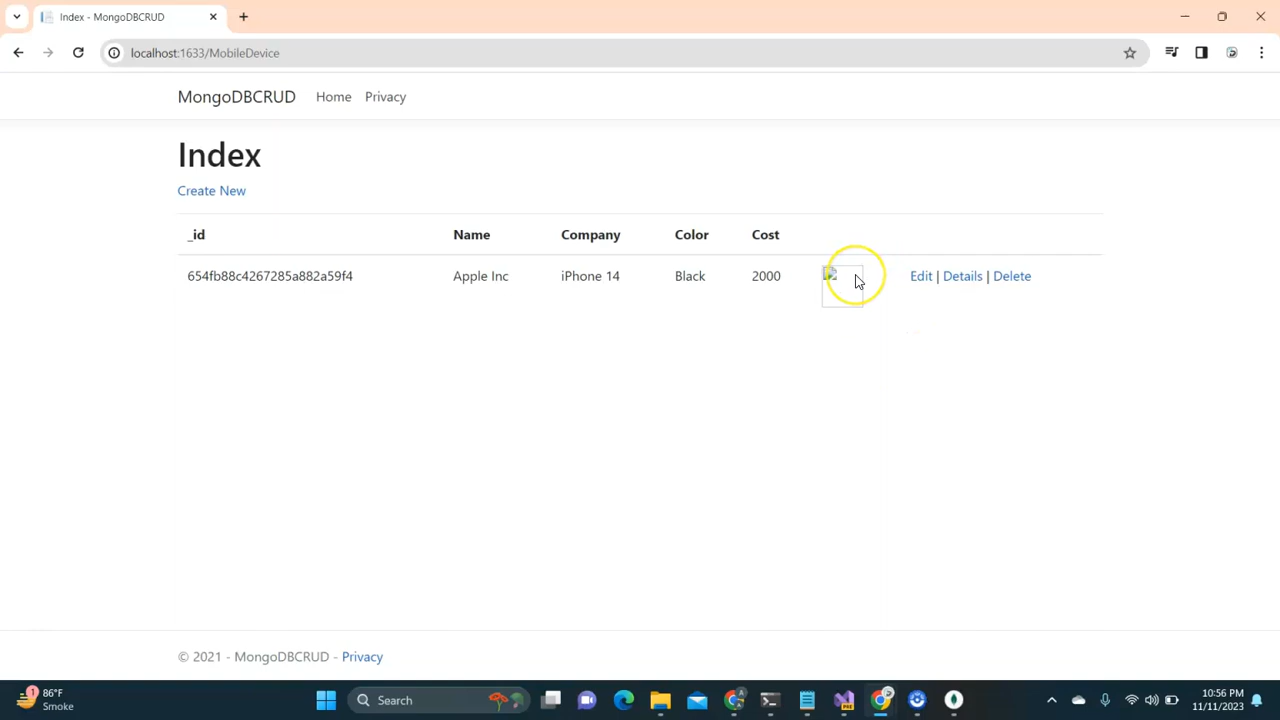 Index - MongoDBCRUD
localhost:1633/MobileDevice
MongoDBCRUD Home Privacy
Index
Create New
_id Name Company Color Cost
654fb88c4267285a882a59f4 Apple Inc iPhone 14 Black 2000 Edit | Details | Delete
© 2021 - MongoDBCRUD - Privacy
1 86°F
Smoke
Search
PRE
10:56 PM
11/11/2023